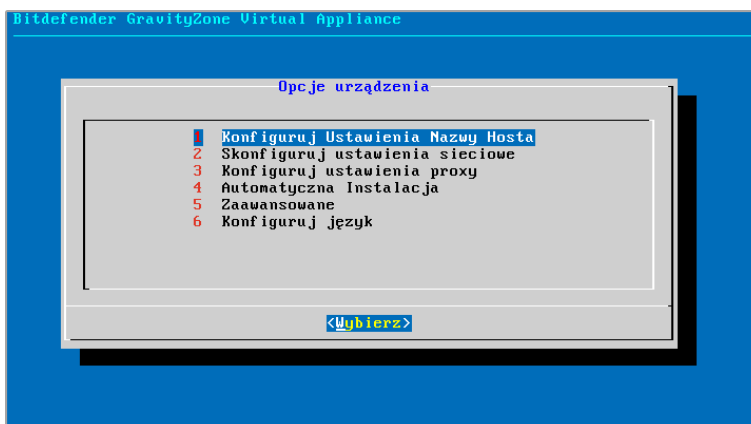 Bitdefender GravityZone Virtual Appliance
Opcje urządzenia
1 Konfiguruj Ustawienia Nazwy Hosta
2 Skonfiguruj ustawienia sieciowe
3 Konfiguruj ustawienia proxy
4 Automatyczna Instalacja
5 Zaawansowane
6 Konfiguruj język
<Wybierz>